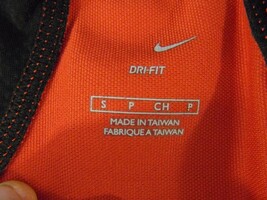 DRI-FIT
S P CH P
MADE IN TAIWAN
FABRIQUE A TAIWAN